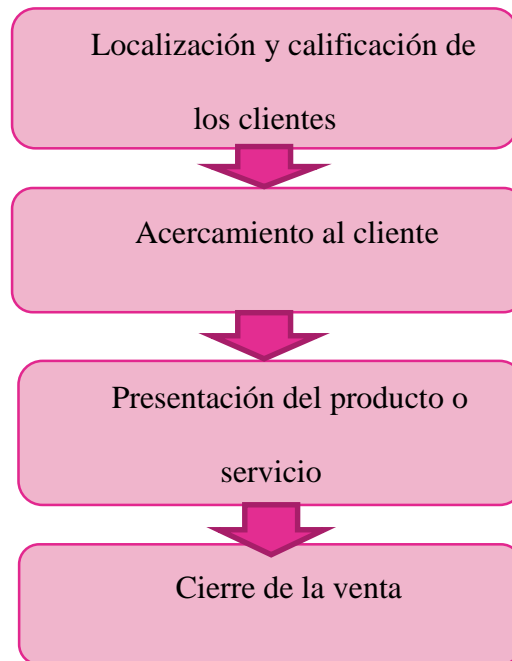 Localización y calificación de
los clientes
Acercamiento al cliente
Presentación del producto o
servicio
Cierre de la venta